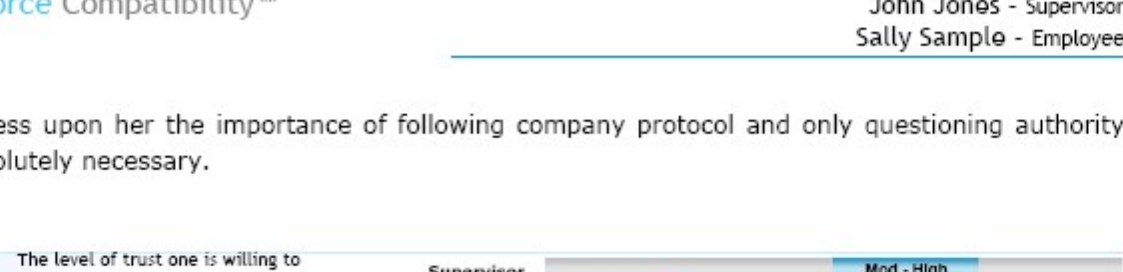 orce Compatibility™
John Jones - Supervisor
Sally Sample - Employee
ess upon her the importance of following company protocol and only questioning authority
olutely necessary.
The level of trust one is willing to
Supervisor
Mod - High